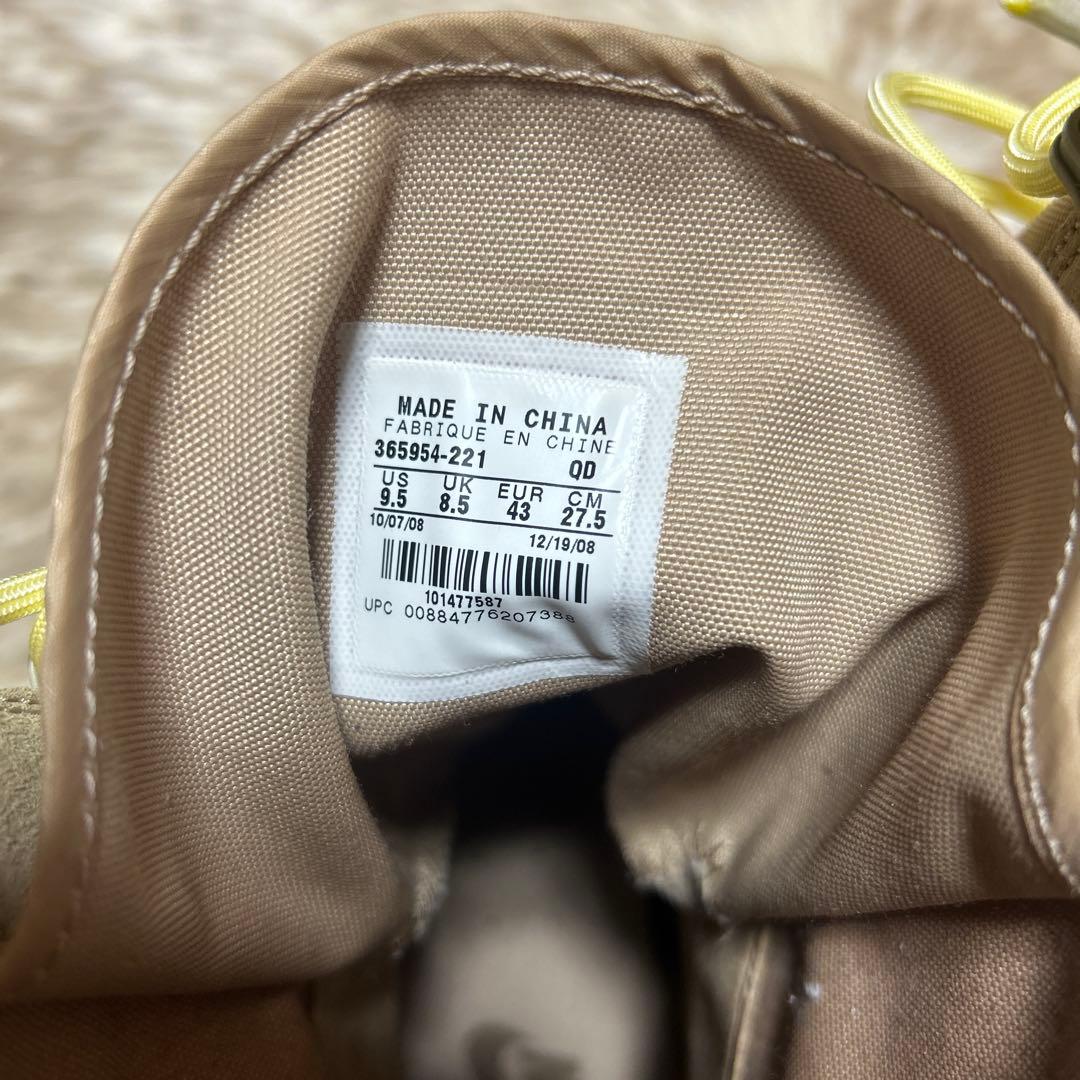 MADE IN CHINA
FABRIQUE EN CHINE
365954-221 QD
US UK EUR CM
9.5 8.5 43 27.5
10/07/08 12/19/08
101477587
UPC 00884776207388